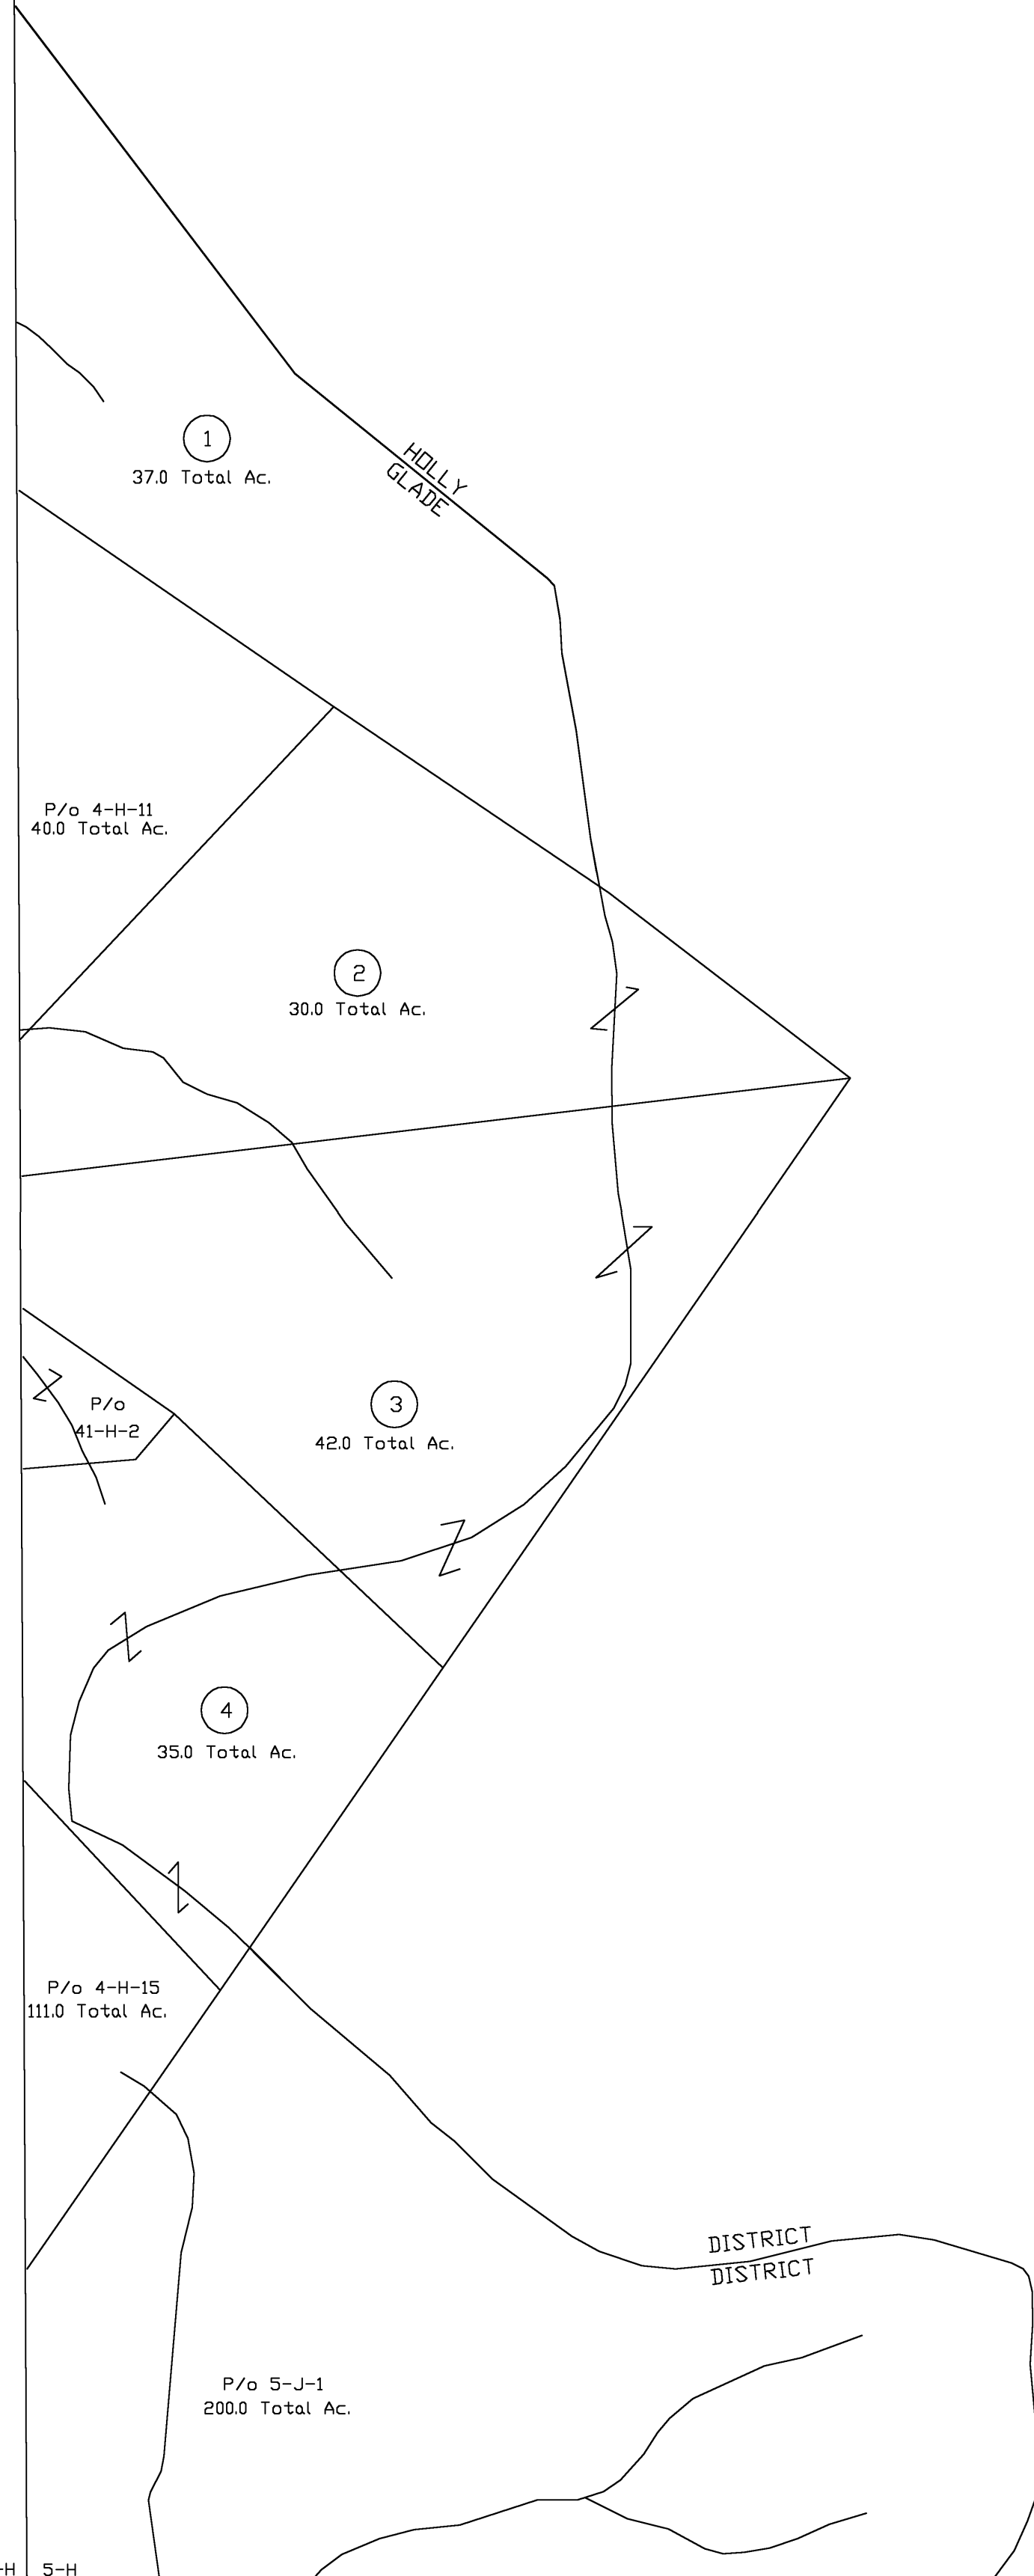 1
37.0 Total Ac.
HOLLY
GLADE
P/o 4-H-11
40.0 Total Ac.
2
30.0 Total Ac.
P/o
41-H-2
3
42.0 Total Ac.
4
35.0 Total Ac.
P/o 4-H-15
111.0 Total Ac.
DISTRICT
DISTRICT
P/o 5-J-1
200.0 Total Ac.
-H 5-H